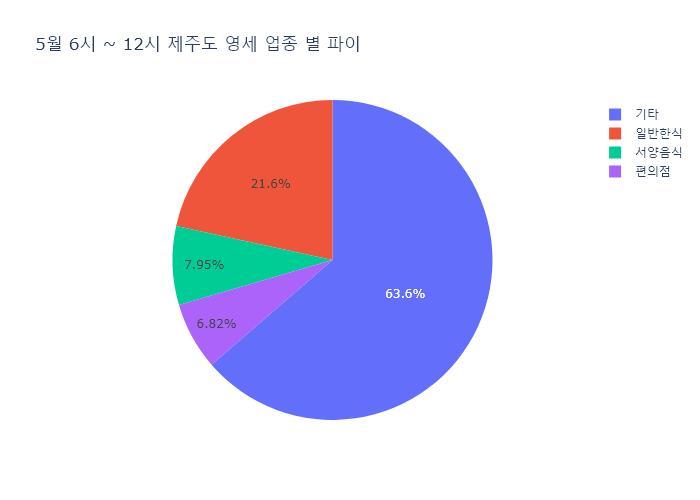 5월 6시 ~ 12시 제주도 영세 업종 별 파이
기타
일반한식
서양음식
편의점
21.6%
7.95%
63.6%
6.82%